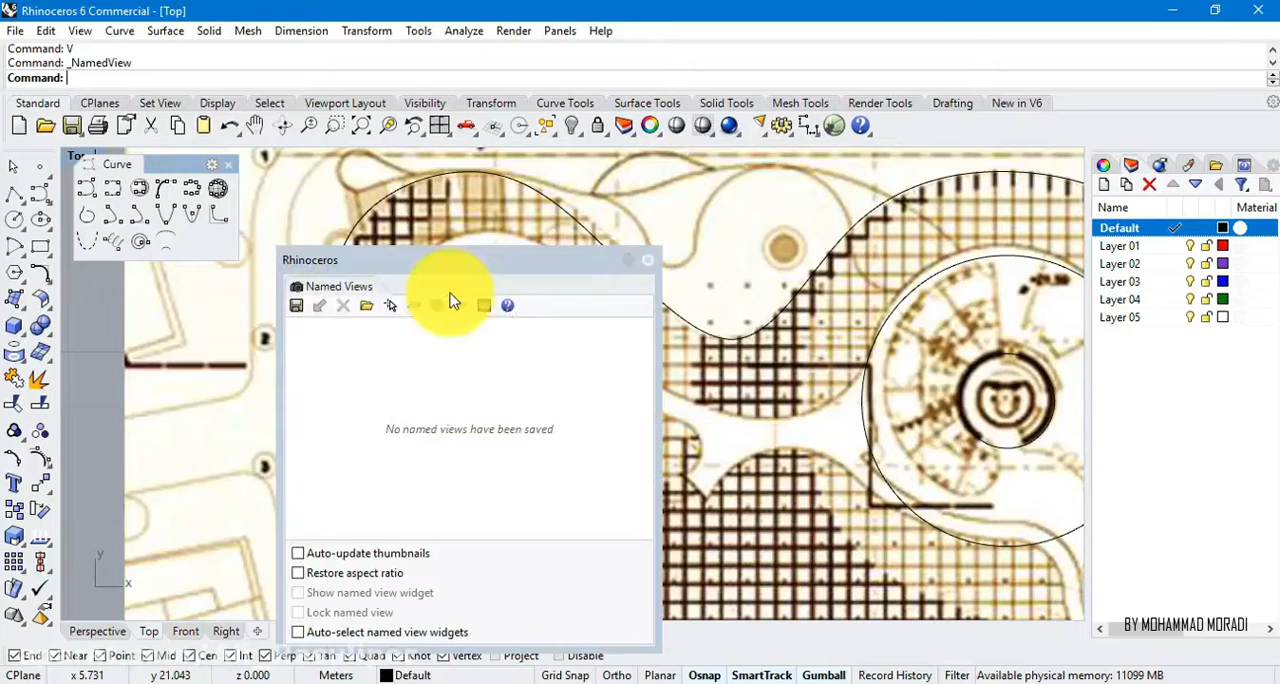 Rhinoceros 6 Commercial - [Top]
File Edit View Curve Surface Solid Mesh Dimension Transform Tools Analyze Render Panels Help
Command: V
Command: _NamedView
Command:
Standard CPlanes Set View Display Select Viewport Layout Visibility Transform Curve Tools Surface Tools Solid Tools Mesh Tools Render Tools Drafting New in V6
Top
Curve
1
2
3
Rhinoceros
Named Views
No named views have been saved
Auto-update thumbnails
Restore aspect ratio
Show named view widget
Lock named view
Auto-select named view widgets
Name Material
Default
Layer 01
Layer 02
Layer 03
Layer 04
Layer 05
BY MOHAMMAD MORADI
Perspective Top Front Right
End Near Point Mid Cen Int Perp Tan Quad Knot Vertex Project Disable
CPlane x 5.731 y 21.043 z 0.000 Meters Default Grid Snap Ortho Planar Osnap SmartTrack Gumball Record History Filter Available physical memory: 11099 MB